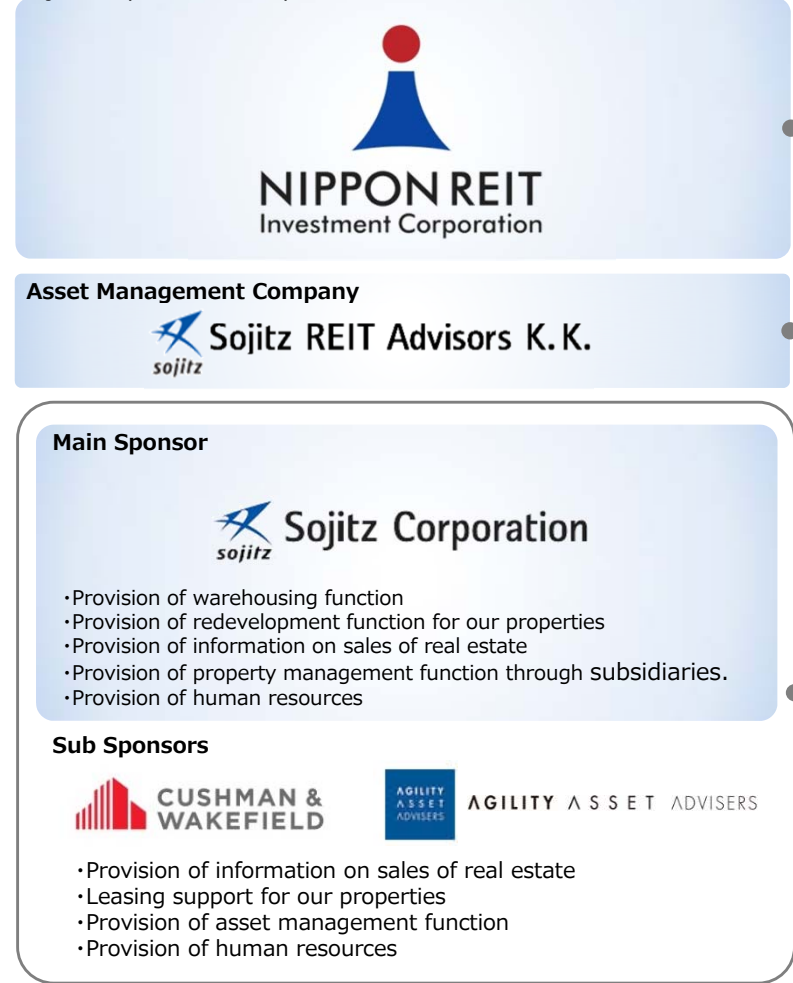 NIPPON REIT
Investment Corporation
Asset Management Company
sojitz
Sojitz REIT Advisors K.K.
Main Sponsor
sojitz
Sojitz Corporation
・Provision of warehousing function
・Provision of redevelopment function for our properties
・Provision of information on sales of real estate
・Provision of property management function through subsidiaries.
・Provision of human resources
Sub Sponsors
CUSHMAN &
WAKEFIELD
AGILITY
ASSET
ADVISERS
AGILITY ASSET ADVISERS
・Provision of information on sales of real estate
・Leasing support for our properties
・Provision of asset management function
・Provision of human resources